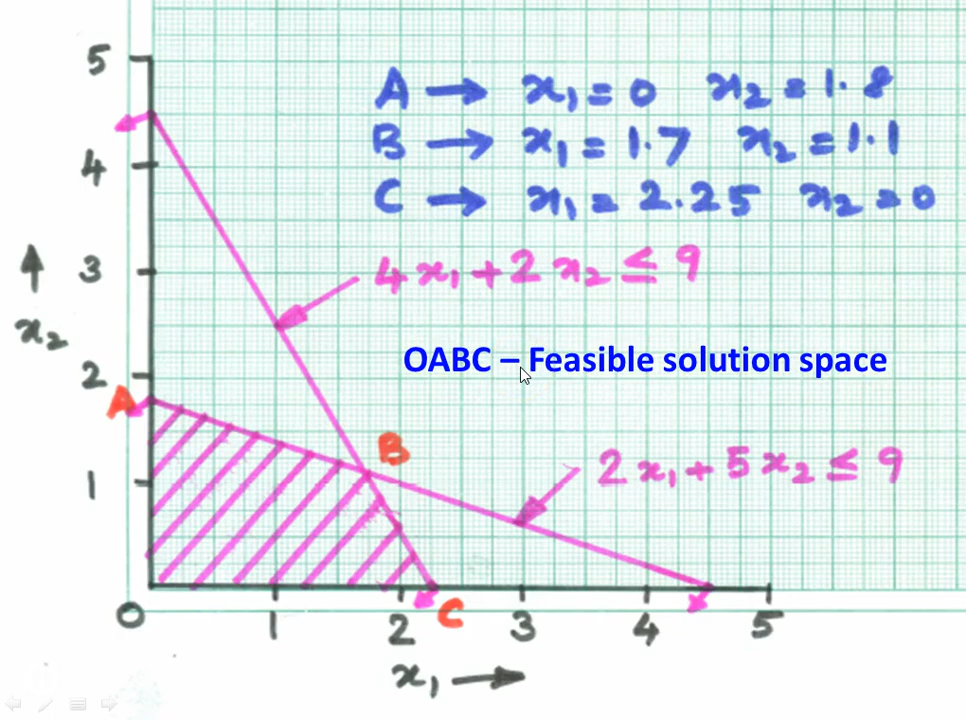 5
A → x₁ = 0 x₂ = 1.8
B → x₁ = 1.7 x₂ = 1.1
4
C → x₁ = 2.25 x₂ = 0
3
4x₁ + 2x₂ ≤ 9
x₂
OABC – Feasible solution space
2
A
B
2x₁ + 5x₂ ≤ 9
1
0 1 2 C 3 4 5
x₁ →